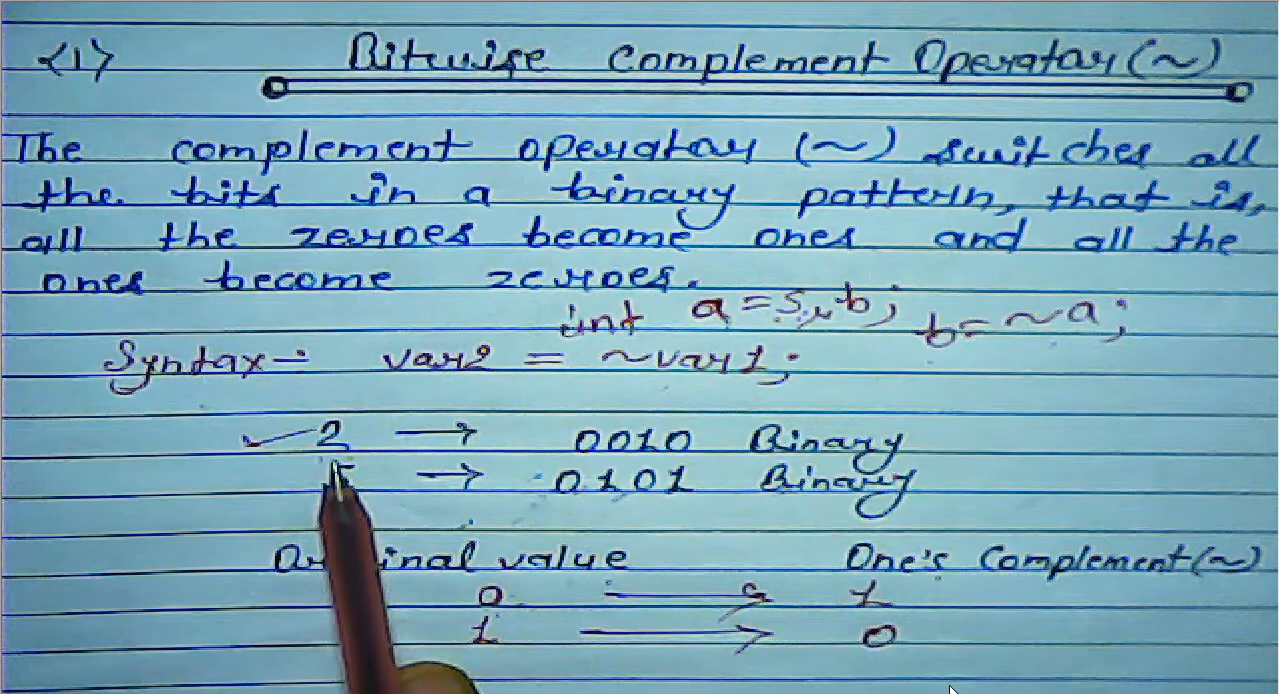 <1> Bitwise Complement Operator (~)
The complement operator (~) switches all
the bits in a binary pattern, that is,
all the zeroes become ones and all the
ones become zeroes.
int a=5,b; b=~a;
Syntax:- var2 = ~var1;
2 → 0010 Binary
→ 0101 Binary
value One's Complement (~)
0 → 1
1 → 0